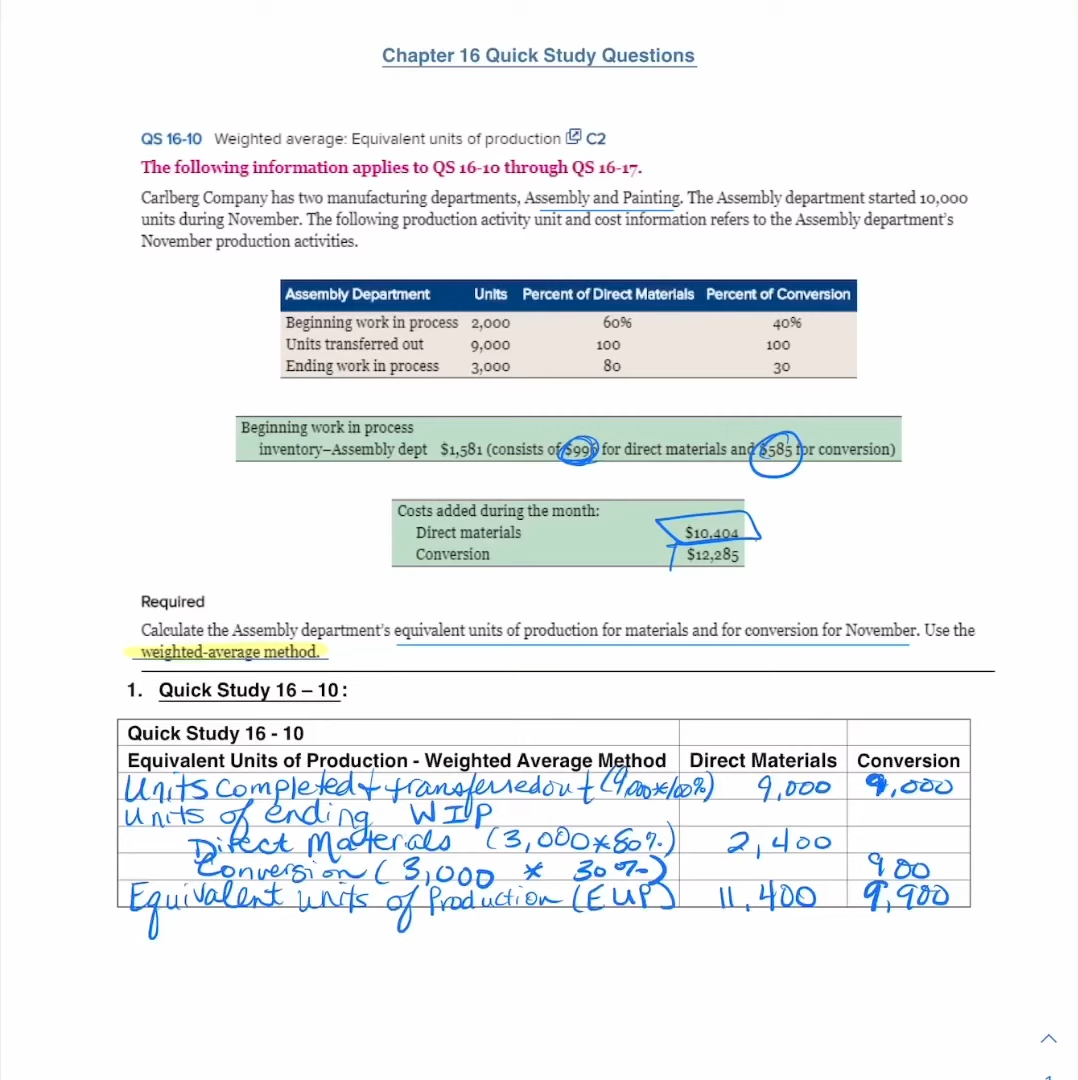 Chapter 16 Quick Study Questions
QS 16-10 Weighted average: Equivalent units of production C2
The following information applies to QS 16-10 through QS 16-17.
Carlberg Company has two manufacturing departments, Assembly and Painting. The Assembly department started 10,000
units during November. The following production activity unit and cost information refers to the Assembly department's
November production activities.
Assembly Department Units Percent of Direct Materials Percent of Conversion
Beginning work in process 2,000 60% 40%
Units transferred out 9,000 100 100
Ending work in process 3,000 80 30
Beginning work in process
inventory–Assembly dept $1,581 (consists of $996 for direct materials and $585 for conversion)
Costs added during the month:
Direct materials $10,404
Conversion $12,285
Required
Calculate the Assembly department's equivalent units of production for materials and for conversion for November. Use the
weighted-average method.
1. Quick Study 16 – 10:
Quick Study 16 - 10
Equivalent Units of Production - Weighted Average Method Direct Materials Conversion
Units completed + transferred out (9,000*100%) 9,000 9,000
Units of ending WIP
Direct Materials (3,000*80%) 2,400
Conversion (3,000 * 30%) 900
Equivalent units of Production (EUP) 11,400 9,900